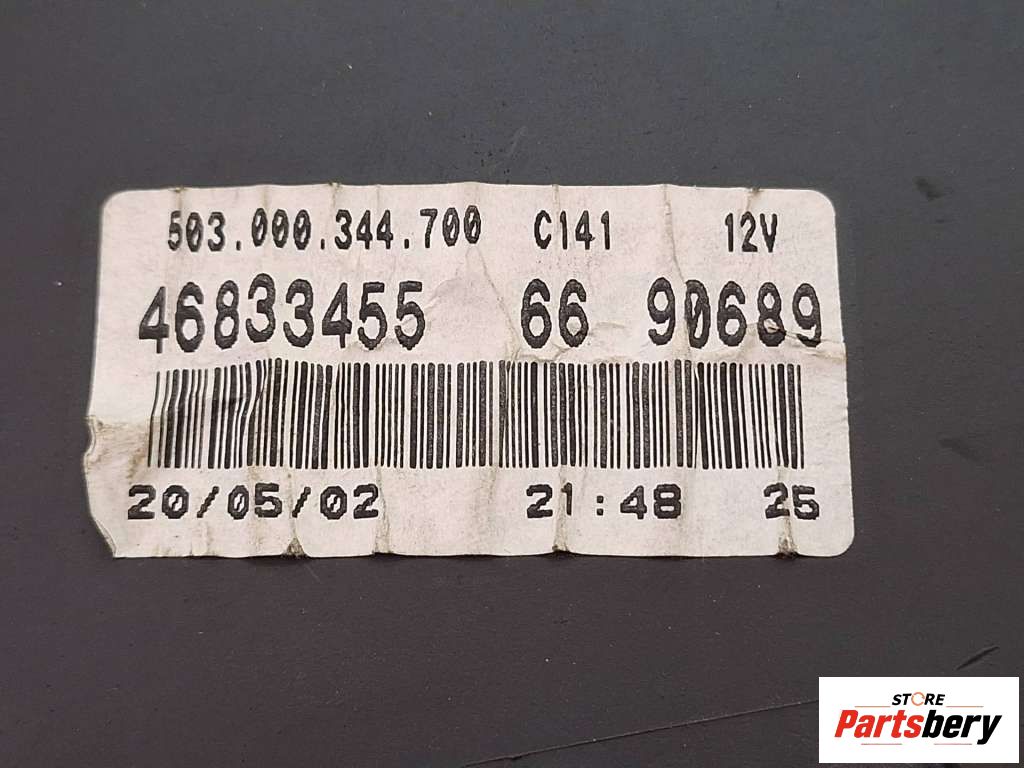 503.000.344.700 C141 12V
46833455 66 90689
20/05/02 21:48 25
STORE
Partsbery